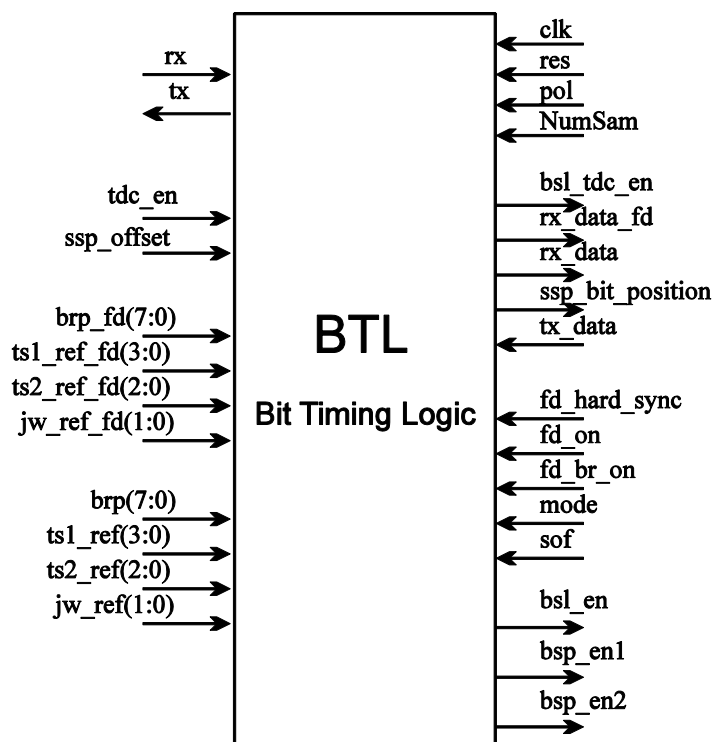 rx
tx
tdc_en
ssp_offset
brp_fd(7:0)
ts1_ref_fd(3:0)
ts2_ref_fd(2:0)
jw_ref_fd(1:0)
brp(7:0)
ts1_ref(3:0)
ts2_ref(2:0)
jw_ref(1:0)
BTL
Bit Timing Logic
clk
res
pol
NumSam
bsl_tdc_en
rx_data_fd
rx_data
ssp_bit_position
tx_data
fd_hard_sync
fd_on
fd_br_on
mode
sof
bsl_en
bsp_en1
bsp_en2